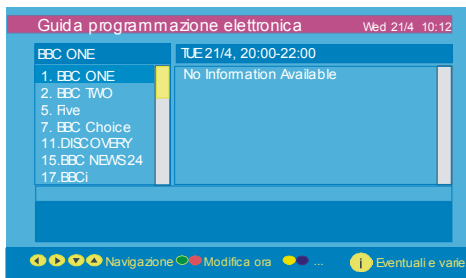 Guida programmazione elettronica Wed 21/4 10:12
BBC ONE TUE 21/4, 20:00-22:00
1. BBC ONE
2. BBC TWO
5. Five
7. BBC Choice
11.DISCOVERY
15.BBC NEWS 24
17.BBCi
No Information Available
Navigazione Modifica ora ... i Eventuali e varie